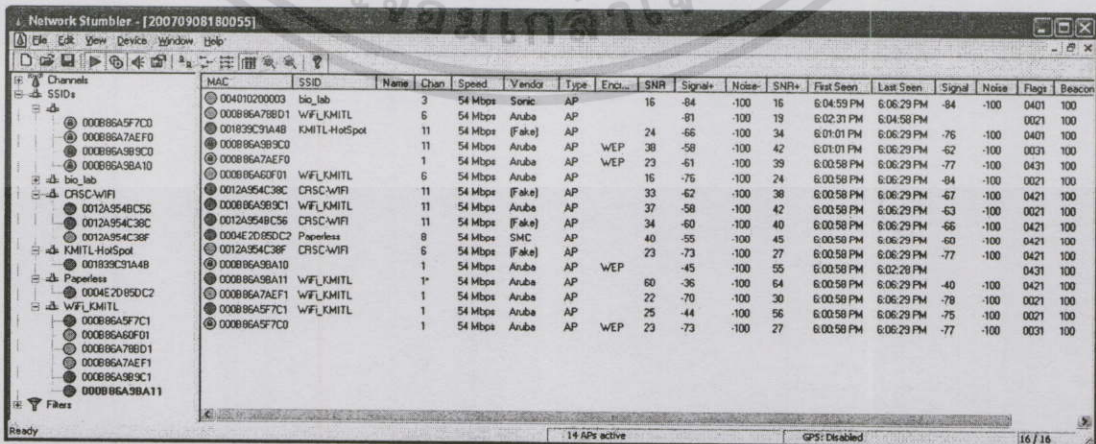 Network Stumbler - [20070908180055]
File Edit View Device Window Help
Channels
SSIDs
000B86A5F7C0
000B86A7AEF0
000B86A9B9C0
000B86A9BA10
bio_lab
CRSC-WIFI
0012A954BC56
0012A954C38C
0012A954C38F
KMITL-HotSpot
001839C91A4B
Paperless
0004E2D85DC2
WiFi_KMITL
000B86A5F7C1
000B86A60F01
000B86A78BD1
000B86A7AEF1
000B86A9B9C1
000B86A9BA11
Filters
MAC SSID Name Chan Speed Vendor Type Encr... SNR Signal+ Noise- SNR+ First Seen Last Seen Signal Noise Flags Beacon
004010200003 bio_lab 3 54 Mbps Sonic AP 16 -84 -100 16 6:04:59 PM 6:06:29 PM -84 -100 0401 100
000B86A78BD1 WiFi_KMITL 6 54 Mbps Aruba AP -81 -100 19 6:02:31 PM 6:04:58 PM 0021 100
001839C91A4B KMITL-HotSpot 11 54 Mbps (Fake) AP 24 -66 -100 34 6:01:01 PM 6:06:29 PM -76 -100 0401 100
000B86A9B9C0 11 54 Mbps Aruba AP WEP 38 -58 -100 42 6:01:01 PM 6:06:29 PM -62 -100 0031 100
000B86A7AEF0 1 54 Mbps Aruba AP WEP 23 -61 -100 39 6:00:58 PM 6:06:29 PM -77 -100 0431 100
000B86A60F01 WiFi_KMITL 6 54 Mbps Aruba AP 16 -76 -100 24 6:00:58 PM 6:06:29 PM -84 -100 0021 100
0012A954C38C CRSC-WIFI 11 54 Mbps (Fake) AP 33 -62 -100 38 6:00:58 PM 6:06:29 PM -67 -100 0421 100
000B86A9B9C1 WiFi_KMITL 11 54 Mbps Aruba AP 37 -58 -100 42 6:00:58 PM 6:06:29 PM -63 -100 0021 100
0012A954BC56 CRSC-WIFI 11 54 Mbps (Fake) AP 34 -60 -100 40 6:00:58 PM 6:06:29 PM -66 -100 0421 100
0004E2D85DC2 Paperless 8 54 Mbps SMC AP 40 -55 -100 45 6:00:58 PM 6:06:29 PM -60 -100 0421 100
0012A954C38F CRSC-WIFI 6 54 Mbps (Fake) AP 23 -73 -100 27 6:00:58 PM 6:06:29 PM -77 -100 0421 100
000B86A9BA10 1 54 Mbps Aruba AP WEP -45 -100 55 6:00:58 PM 6:02:28 PM 0431 100
000B86A9BA11 WiFi_KMITL 1* 54 Mbps Aruba AP 60 -36 -100 64 6:00:58 PM 6:06:29 PM -40 -100 0421 100
000B86A7AEF1 WiFi_KMITL 1 54 Mbps Aruba AP 22 -70 -100 30 6:00:58 PM 6:06:29 PM -78 -100 0021 100
000B86A5F7C1 WiFi_KMITL 1 54 Mbps Aruba AP 25 -44 -100 56 6:00:58 PM 6:06:29 PM -75 -100 0021 100
000B86A5F7C0 1 54 Mbps Aruba AP WEP 23 -73 -100 27 6:00:58 PM 6:06:29 PM -77 -100 0031 100
Ready 14 APs active GPS: Disabled 16 / 16